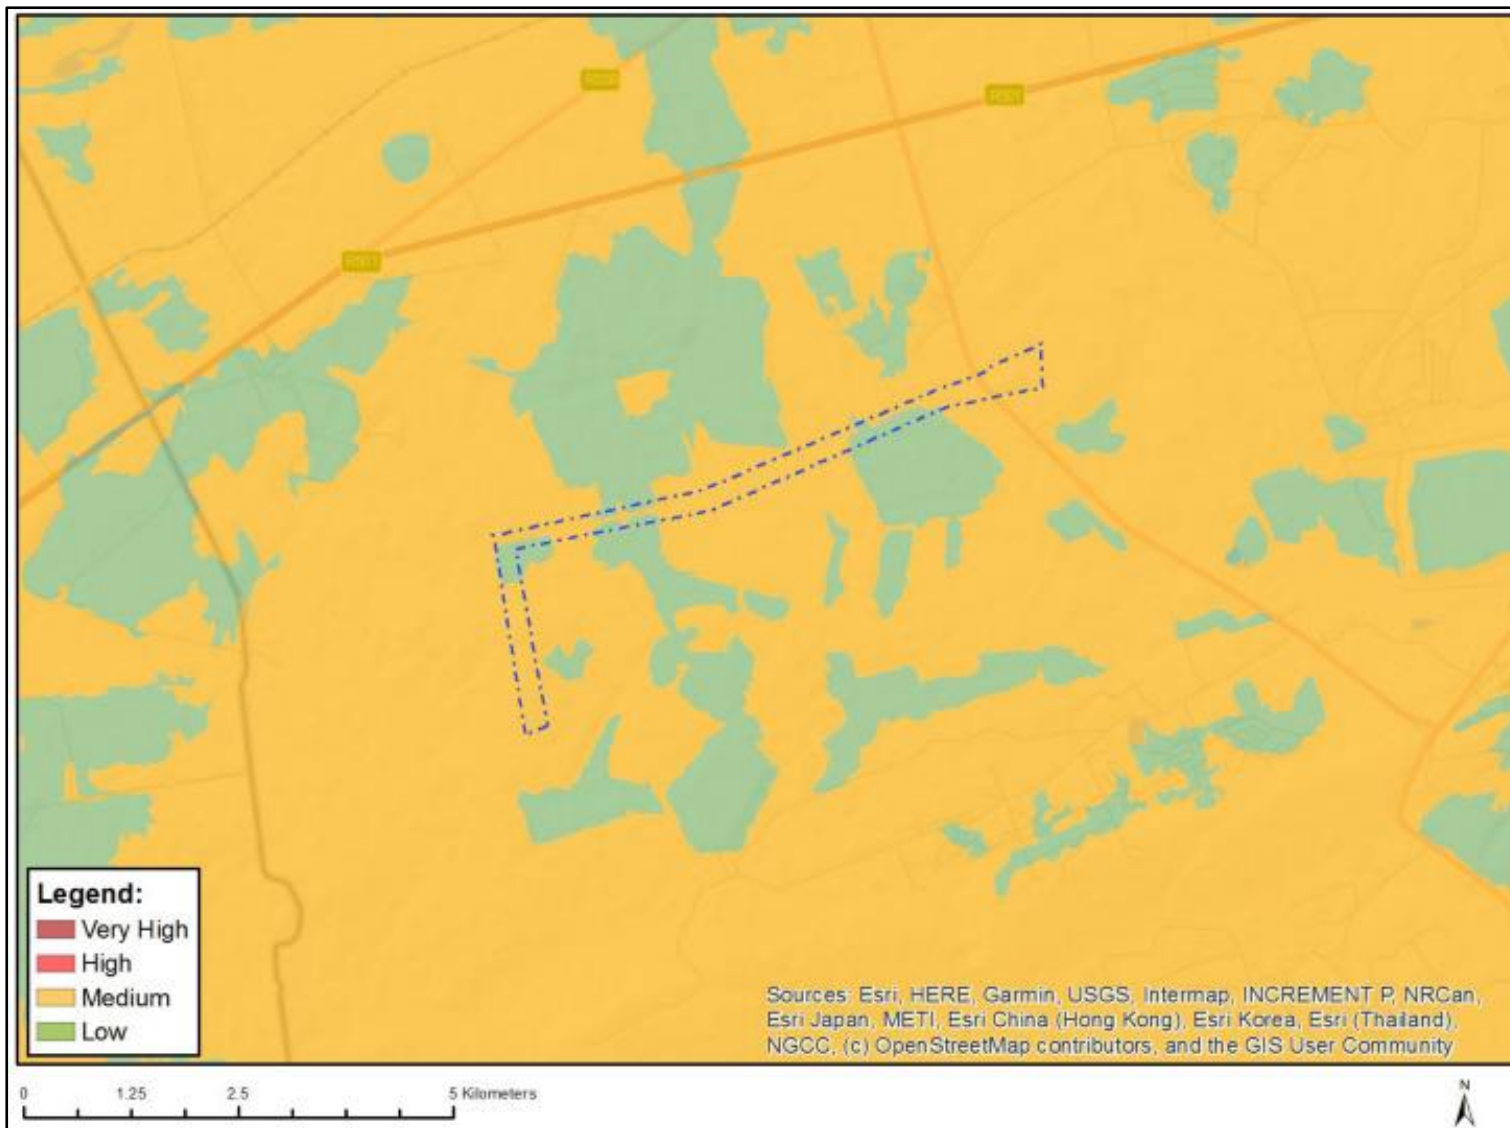 R511
Legend:
Very High
High
Medium
Low
Sources: Esri, HERE, Garmin, USGS, Intermap, INCREMENT P, NRCan,
Esri Japan, METI, Esri China (Hong Kong), Esri Korea, Esri (Thailand),
NGCC, (c) OpenStreetMap contributors, and the GIS User Community
0 1.25 2.5 5 Kilometers
N